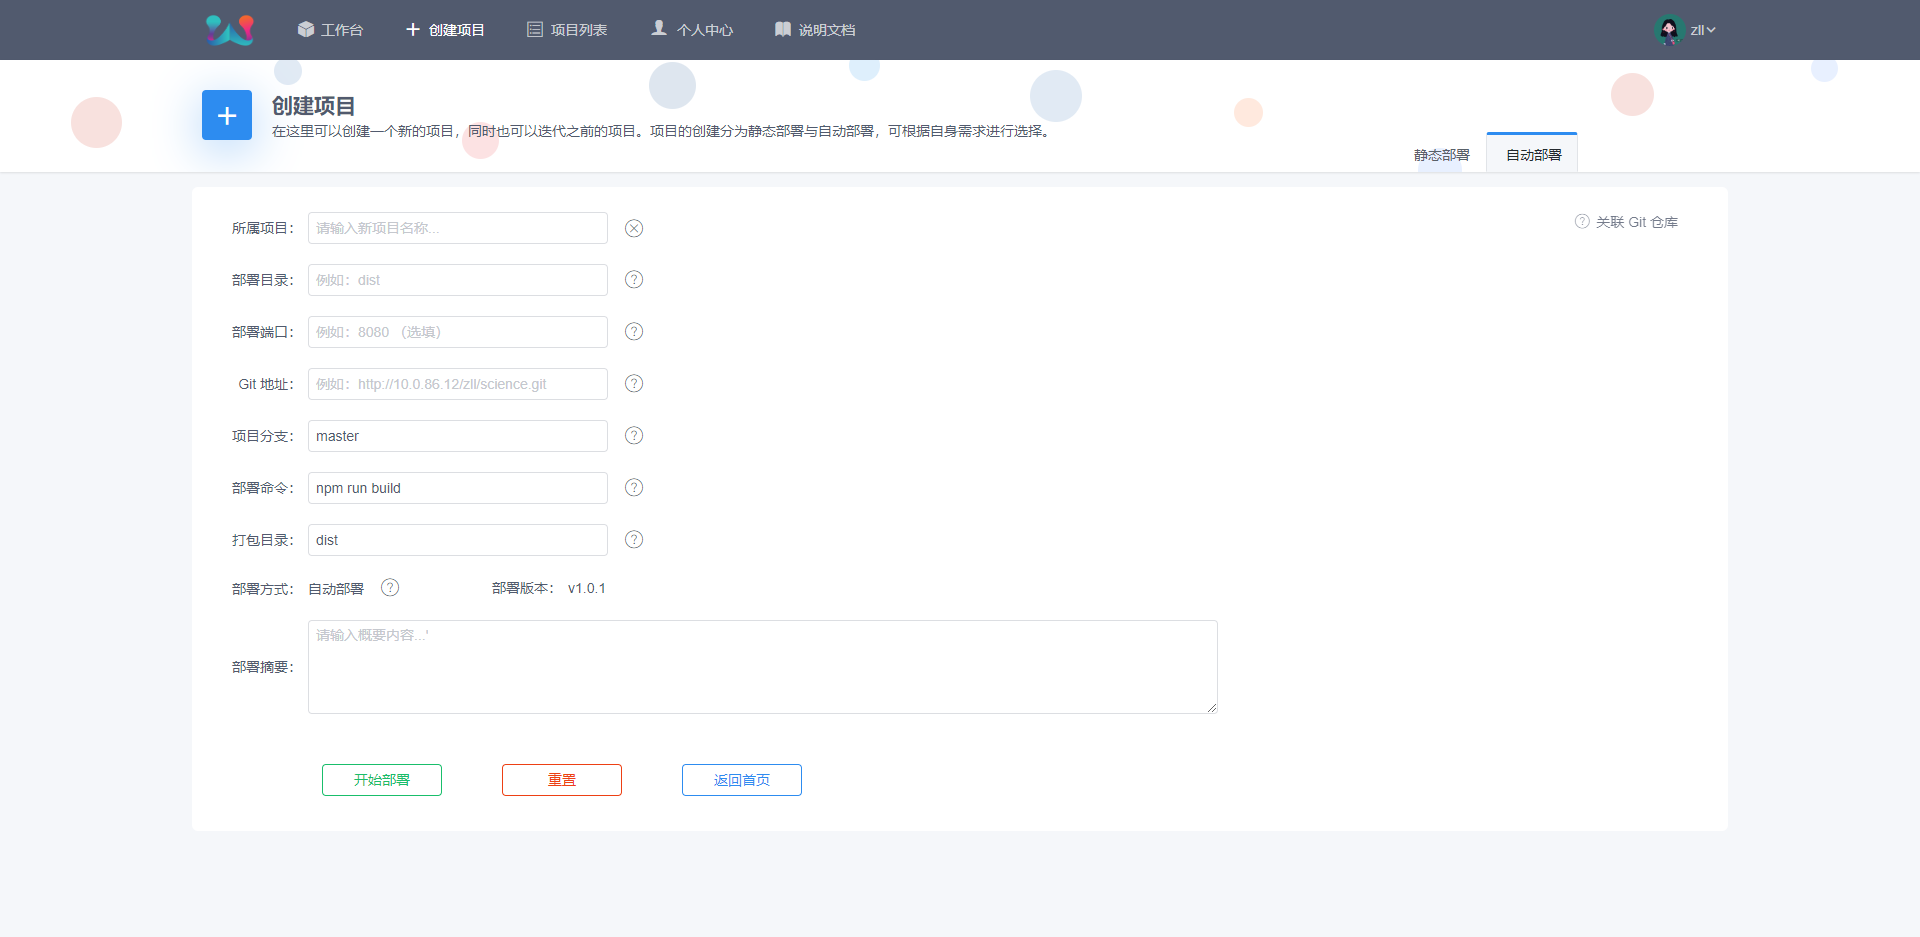 工作台 创建项目 项目列表 个人中心 说明文档 zll
创建项目
在这里可以创建一个新的项目，同时也可以迭代之前的项目。项目的创建分为静态部署与自动部署，可根据自身需求进行选择。
静态部署 自动部署
所属项目： 请输入新项目名称... 关联 Git 仓库
部署目录： 例如：dist
部署端口： 例如：8080 （选填）
Git 地址： 例如：http://10.0.86.12/zll/science.git
项目分支： master
部署命令： npm run build
打包目录： dist
部署方式： 自动部署 部署版本： v1.0.1
请输入概要内容...'
部署摘要：
开始部署 重置 返回首页